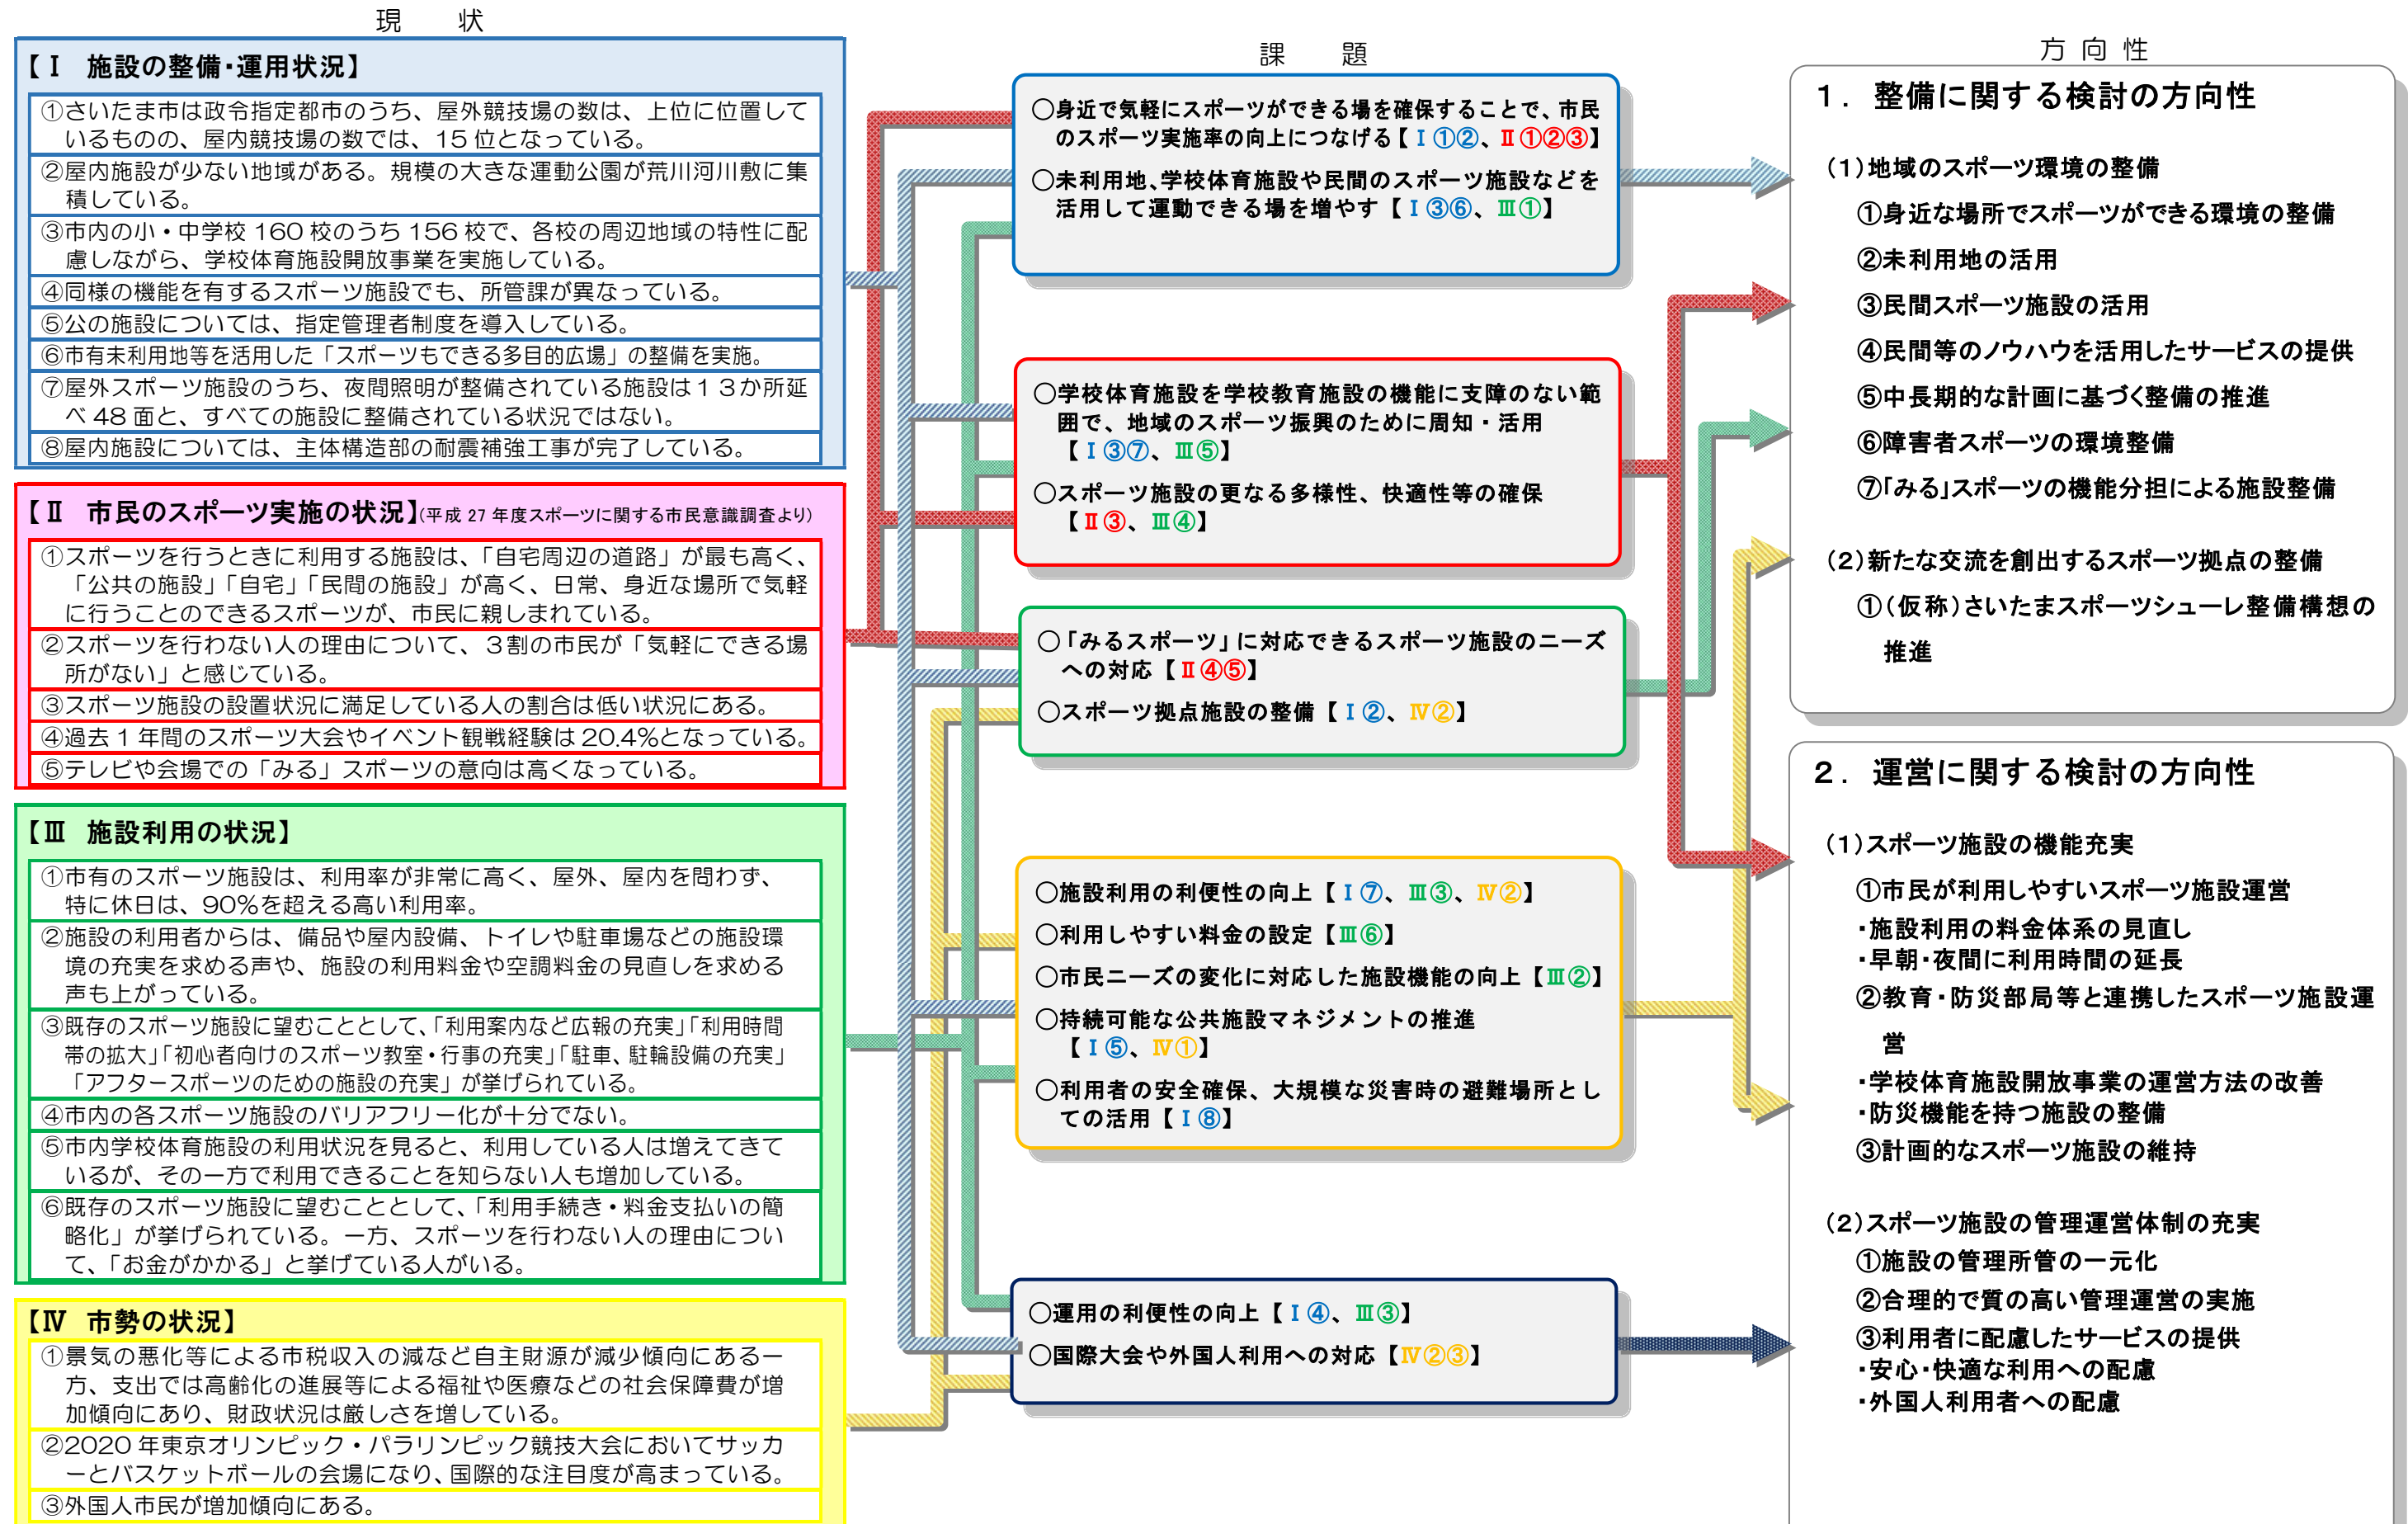 現　状
【Ⅰ　施設の整備・運用状況】
①さいたま市は政令指定都市のうち、屋外競技場の数は、上位に位置して
いるものの、屋内競技場の数では、15 位となっている。
②屋内施設が少ない地域がある。規模の大きな運動公園が荒川河川敷に集
積している。
③市内の小・中学校 160 校のうち 156 校で、各校の周辺地域の特性に配
慮しながら、学校体育施設開放事業を実施している。
④同様の機能を有するスポーツ施設でも、所管課が異なっている。
⑤公の施設については、指定管理者制度を導入している。
⑥市有未利用地等を活用した「スポーツもできる多目的広場」の整備を実施。
⑦屋外スポーツ施設のうち、夜間照明が整備されている施設は１３か所延
べ 48 面と、すべての施設に整備されている状況ではない。
⑧屋内施設については、主体構造部の耐震補強工事が完了している。
【Ⅱ　市民のスポーツ実施の状況】(平成 27 年度スポーツに関する市民意識調査より)
①スポーツを行うときに利用する施設は、「自宅周辺の道路」が最も高く、
「公共の施設」「自宅」「民間の施設」が高く、日常、身近な場所で気軽
に行うことのできるスポーツが、市民に親しまれている。
②スポーツを行わない人の理由について、３割の市民が「気軽にできる場
所がない」と感じている。
③スポーツ施設の設置状況に満足している人の割合は低い状況にある。
④過去 1 年間のスポーツ大会やイベント観戦経験は 20.4%となっている。
⑤テレビや会場での「みる」スポーツの意向は高くなっている。
【Ⅲ　施設利用の状況】
①市有のスポーツ施設は、利用率が非常に高く、屋外、屋内を問わず、
特に休日は、90%を超える高い利用率。
②施設の利用者からは、備品や屋内設備、トイレや駐車場などの施設環
境の充実を求める声や、施設の利用料金や空調料金の見直しを求める
声も上がっている。
③既存のスポーツ施設に望むこととして、「利用案内など広報の充実」「利用時間
帯の拡大」「初心者向けのスポーツ教室・行事の充実」「駐車、駐輪設備の充実」
「アフタースポーツのための施設の充実」が挙げられている。
④市内の各スポーツ施設のバリアフリー化が十分でない。
⑤市内学校体育施設の利用状況を見ると、利用している人は増えてきて
いるが、その一方で利用できることを知らない人も増加している。
⑥既存のスポーツ施設に望むこととして、「利用手続き・料金支払いの簡
略化」が挙げられている。一方、スポーツを行わない人の理由につい
て、「お金がかかる」と挙げている人がいる。
【Ⅳ　市勢の状況】
①景気の悪化等による市税収入の減など自主財源が減少傾向にある一
方、支出では高齢化の進展等による福祉や医療などの社会保障費が増
加傾向にあり、財政状況は厳しさを増している。
②2020 年東京オリンピック・パラリンピック競技大会においてサッカ
ーとバスケットボールの会場になり、国際的な注目度が高まっている。
③外国人市民が増加傾向にある。
課　題
○身近で気軽にスポーツができる場を確保することで、市民
のスポーツ実施率の向上につなげる【Ⅰ①②、Ⅱ①②③】
○未利用地、学校体育施設や民間のスポーツ施設などを
活用して運動できる場を増やす【Ⅰ③⑥、Ⅲ①】
○学校体育施設を学校教育施設の機能に支障のない範
囲で、地域のスポーツ振興のために周知・活用
【Ⅰ③⑦、Ⅲ⑤】
○スポーツ施設の更なる多様性、快適性等の確保
【Ⅱ③、Ⅲ④】
○「みるスポーツ」に対応できるスポーツ施設のニーズ
への対応【Ⅱ④⑤】
○スポーツ拠点施設の整備【Ⅰ②、Ⅳ②】
○施設利用の利便性の向上【Ⅰ⑦、Ⅲ③、Ⅳ②】
○利用しやすい料金の設定【Ⅲ⑥】
○市民ニーズの変化に対応した施設機能の向上【Ⅲ②】
○持続可能な公共施設マネジメントの推進
【Ⅰ⑤、Ⅳ①】
○利用者の安全確保、大規模な災害時の避難場所とし
ての活用【Ⅰ⑧】
○運用の利便性の向上【Ⅰ④、Ⅲ③】
○国際大会や外国人利用への対応【Ⅳ②③】
方 向 性
１．整備に関する検討の方向性
（1）地域のスポーツ環境の整備
①身近な場所でスポーツができる環境の整備
②未利用地の活用
③民間スポーツ施設の活用
④民間等のノウハウを活用したサービスの提供
⑤中長期的な計画に基づく整備の推進
⑥障害者スポーツの環境整備
⑦「みる」スポーツの機能分担による施設整備
（2）新たな交流を創出するスポーツ拠点の整備
①（仮称）さいたまスポーツシューレ整備構想の
推進
２．運営に関する検討の方向性
（1）スポーツ施設の機能充実
①市民が利用しやすいスポーツ施設運営
・施設利用の料金体系の見直し
・早朝・夜間に利用時間の延長
②教育・防災部局等と連携したスポーツ施設運
営
・学校体育施設開放事業の運営方法の改善
・防災機能を持つ施設の整備
③計画的なスポーツ施設の維持
（2）スポーツ施設の管理運営体制の充実
①施設の管理所管の一元化
②合理的で質の高い管理運営の実施
③利用者に配慮したサービスの提供
・安心・快適な利用への配慮
・外国人利用者への配慮